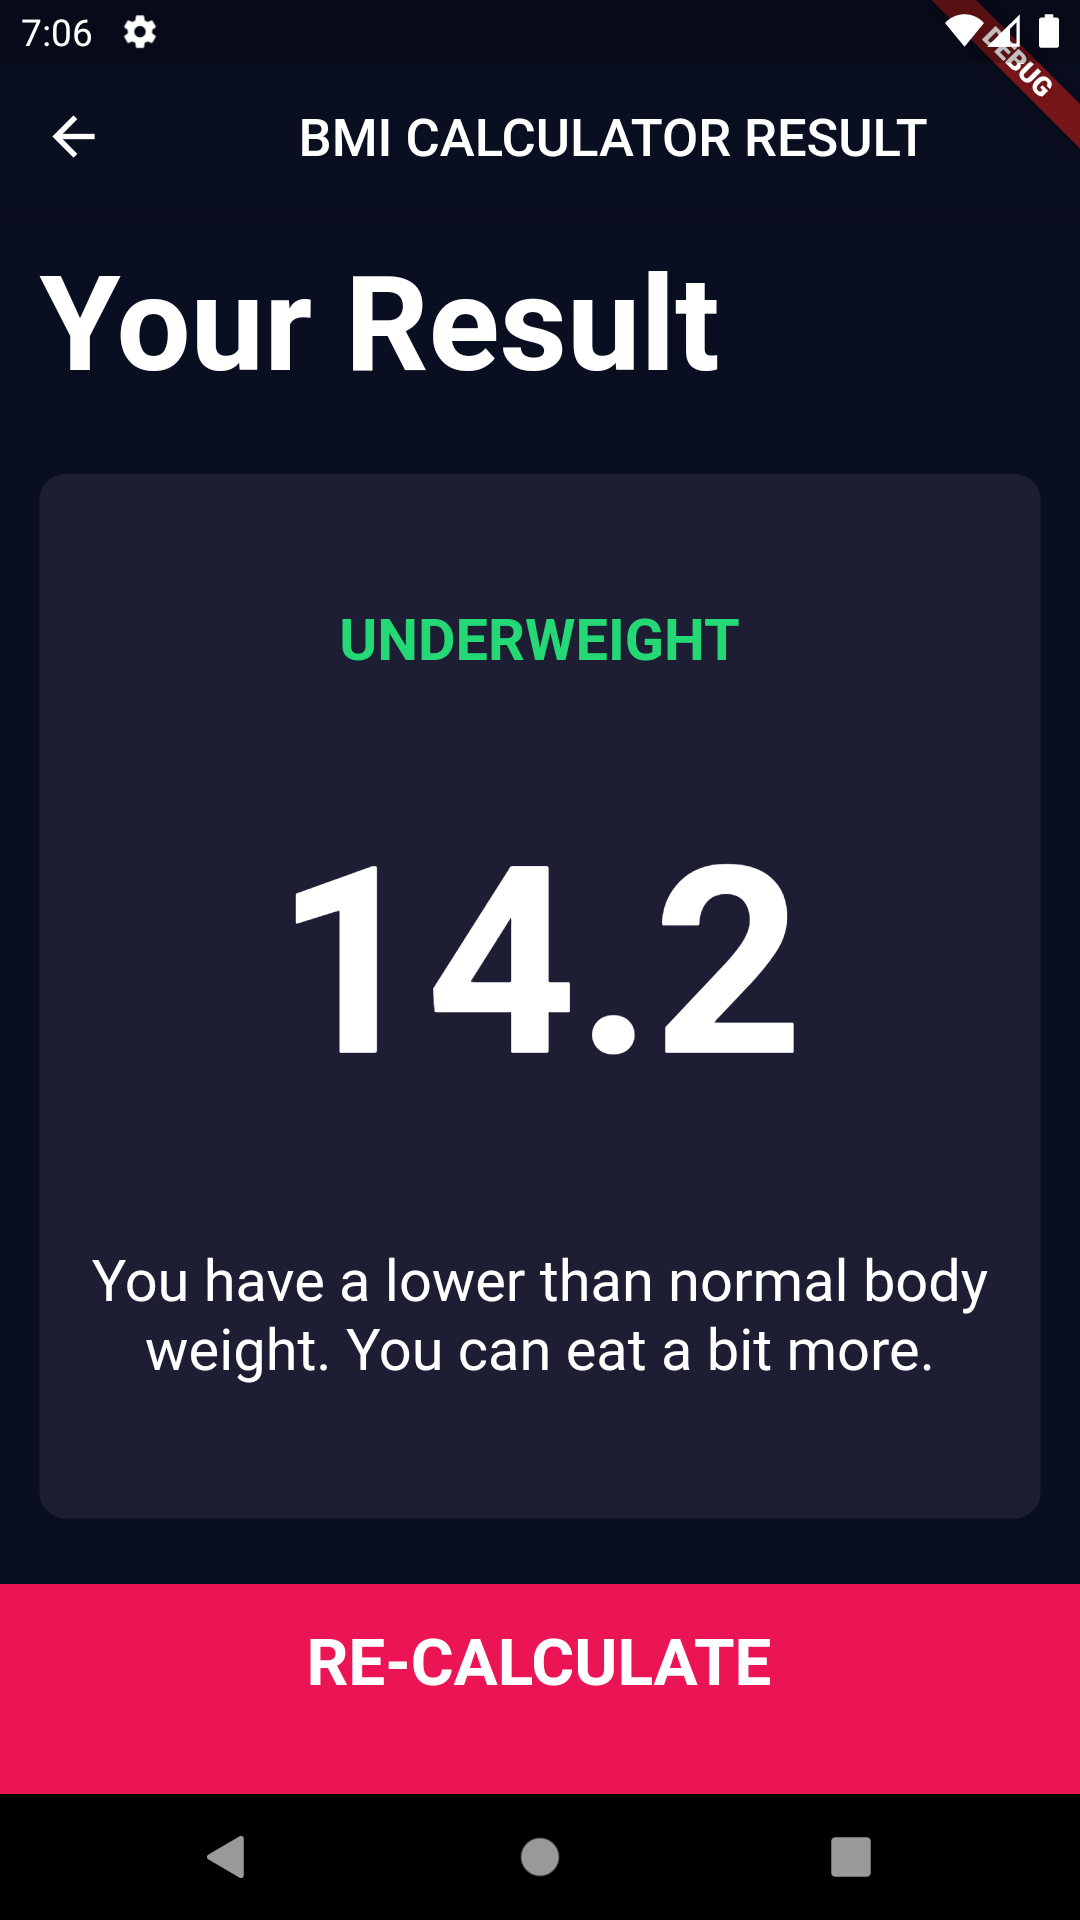 7:06
DEBUG
BMI CALCULATOR RESULT
Your Result
UNDERWEIGHT
14.2
You have a lower than normal body
weight. You can eat a bit more.
RE-CALCULATE